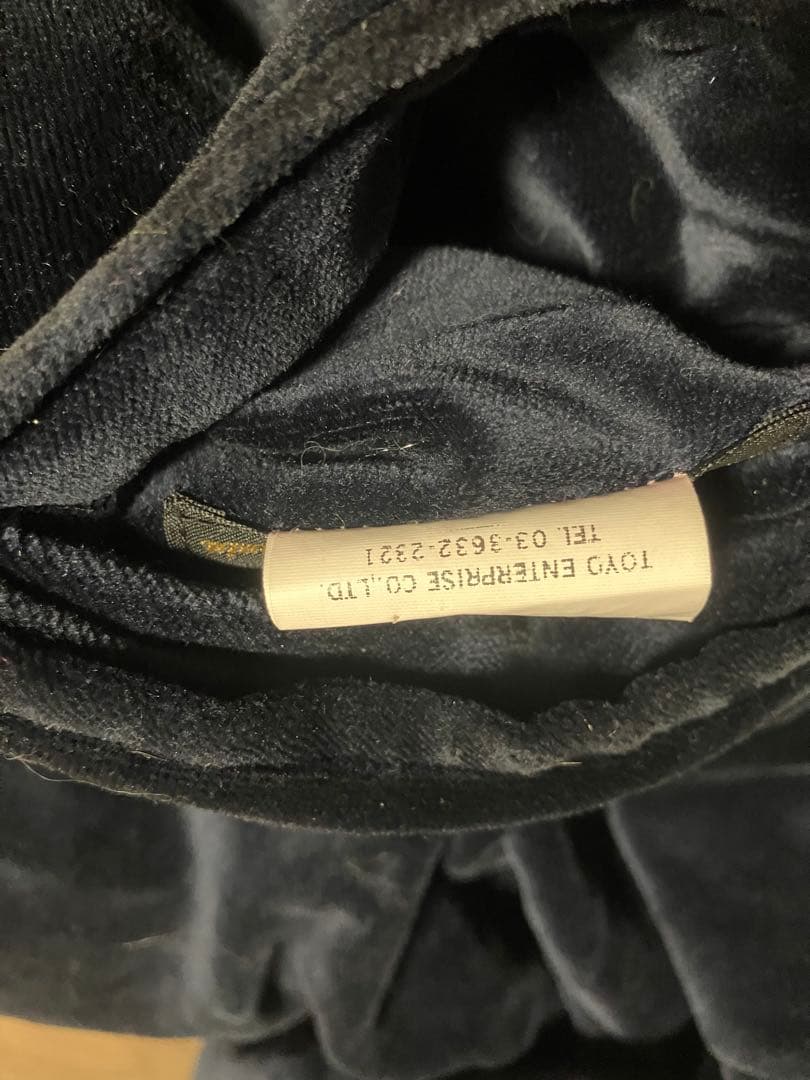 TOYO ENTERPRISE CO.,LTD.
TEL. 03-3632-2321